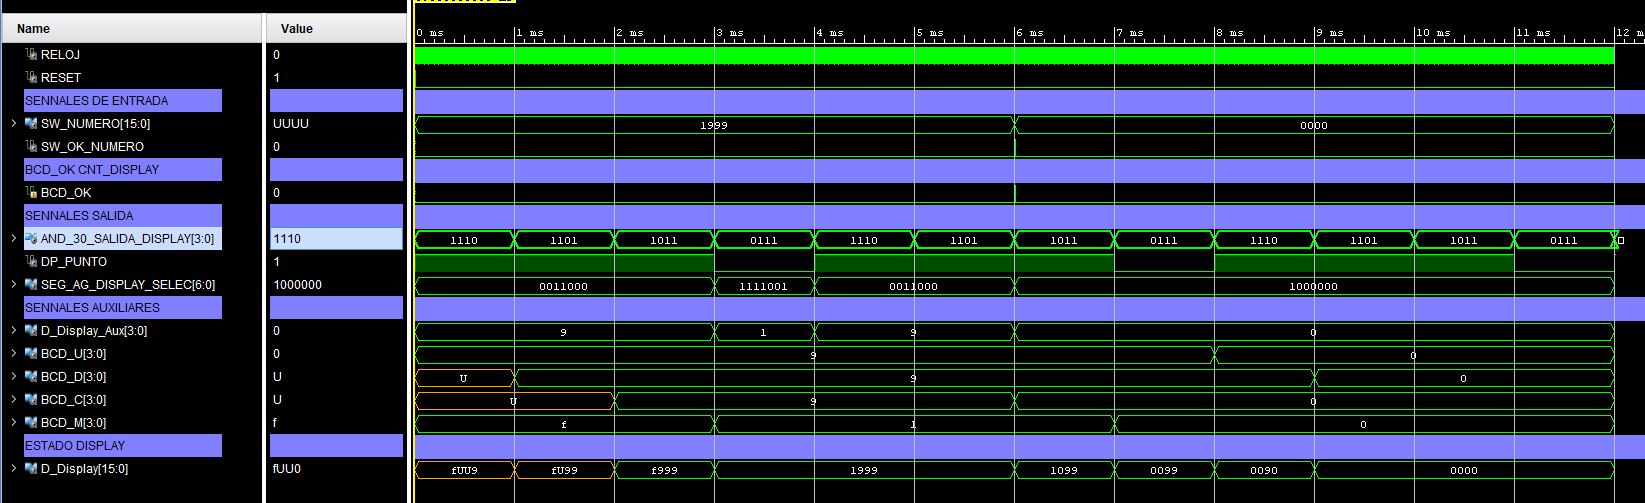 Name Value
0 ms 1 ms 2 ms 3 ms 4 ms 5 ms 6 ms 7 ms 8 ms 9 ms 10 ms 11 ms 12 m
RELOJ 0
RESET 1
SENNALES DE ENTRADA
SW_NUMERO[15:0] UUUU 1999 0000
SW_OK_NUMERO 0
BCD_OK CNT_DISPLAY
BCD_OK 0
SENNALES SALIDA
AND_30_SALIDA_DISPLAY[3:0] 1110 1110 1101 1011 0111 1110 1101 1011 0111 1110 1101 1011 0111
DP_PUNTO 1
SEG_AG_DISPLAY_SELEC[6:0] 1000000 0011000 1111001 0011000 1000000
SENNALES AUXILIARES
D_Display_Aux[3:0] 0 9 1 9 0
BCD_U[3:0] 0 9 0
BCD_D[3:0] U U 9 0
BCD_C[3:0] U U 9 0
BCD_M[3:0] f f 1 0
ESTADO DISPLAY
D_Display[15:0] fUU0 fUU9 fU99 f999 1999 1099 0099 0090 0000